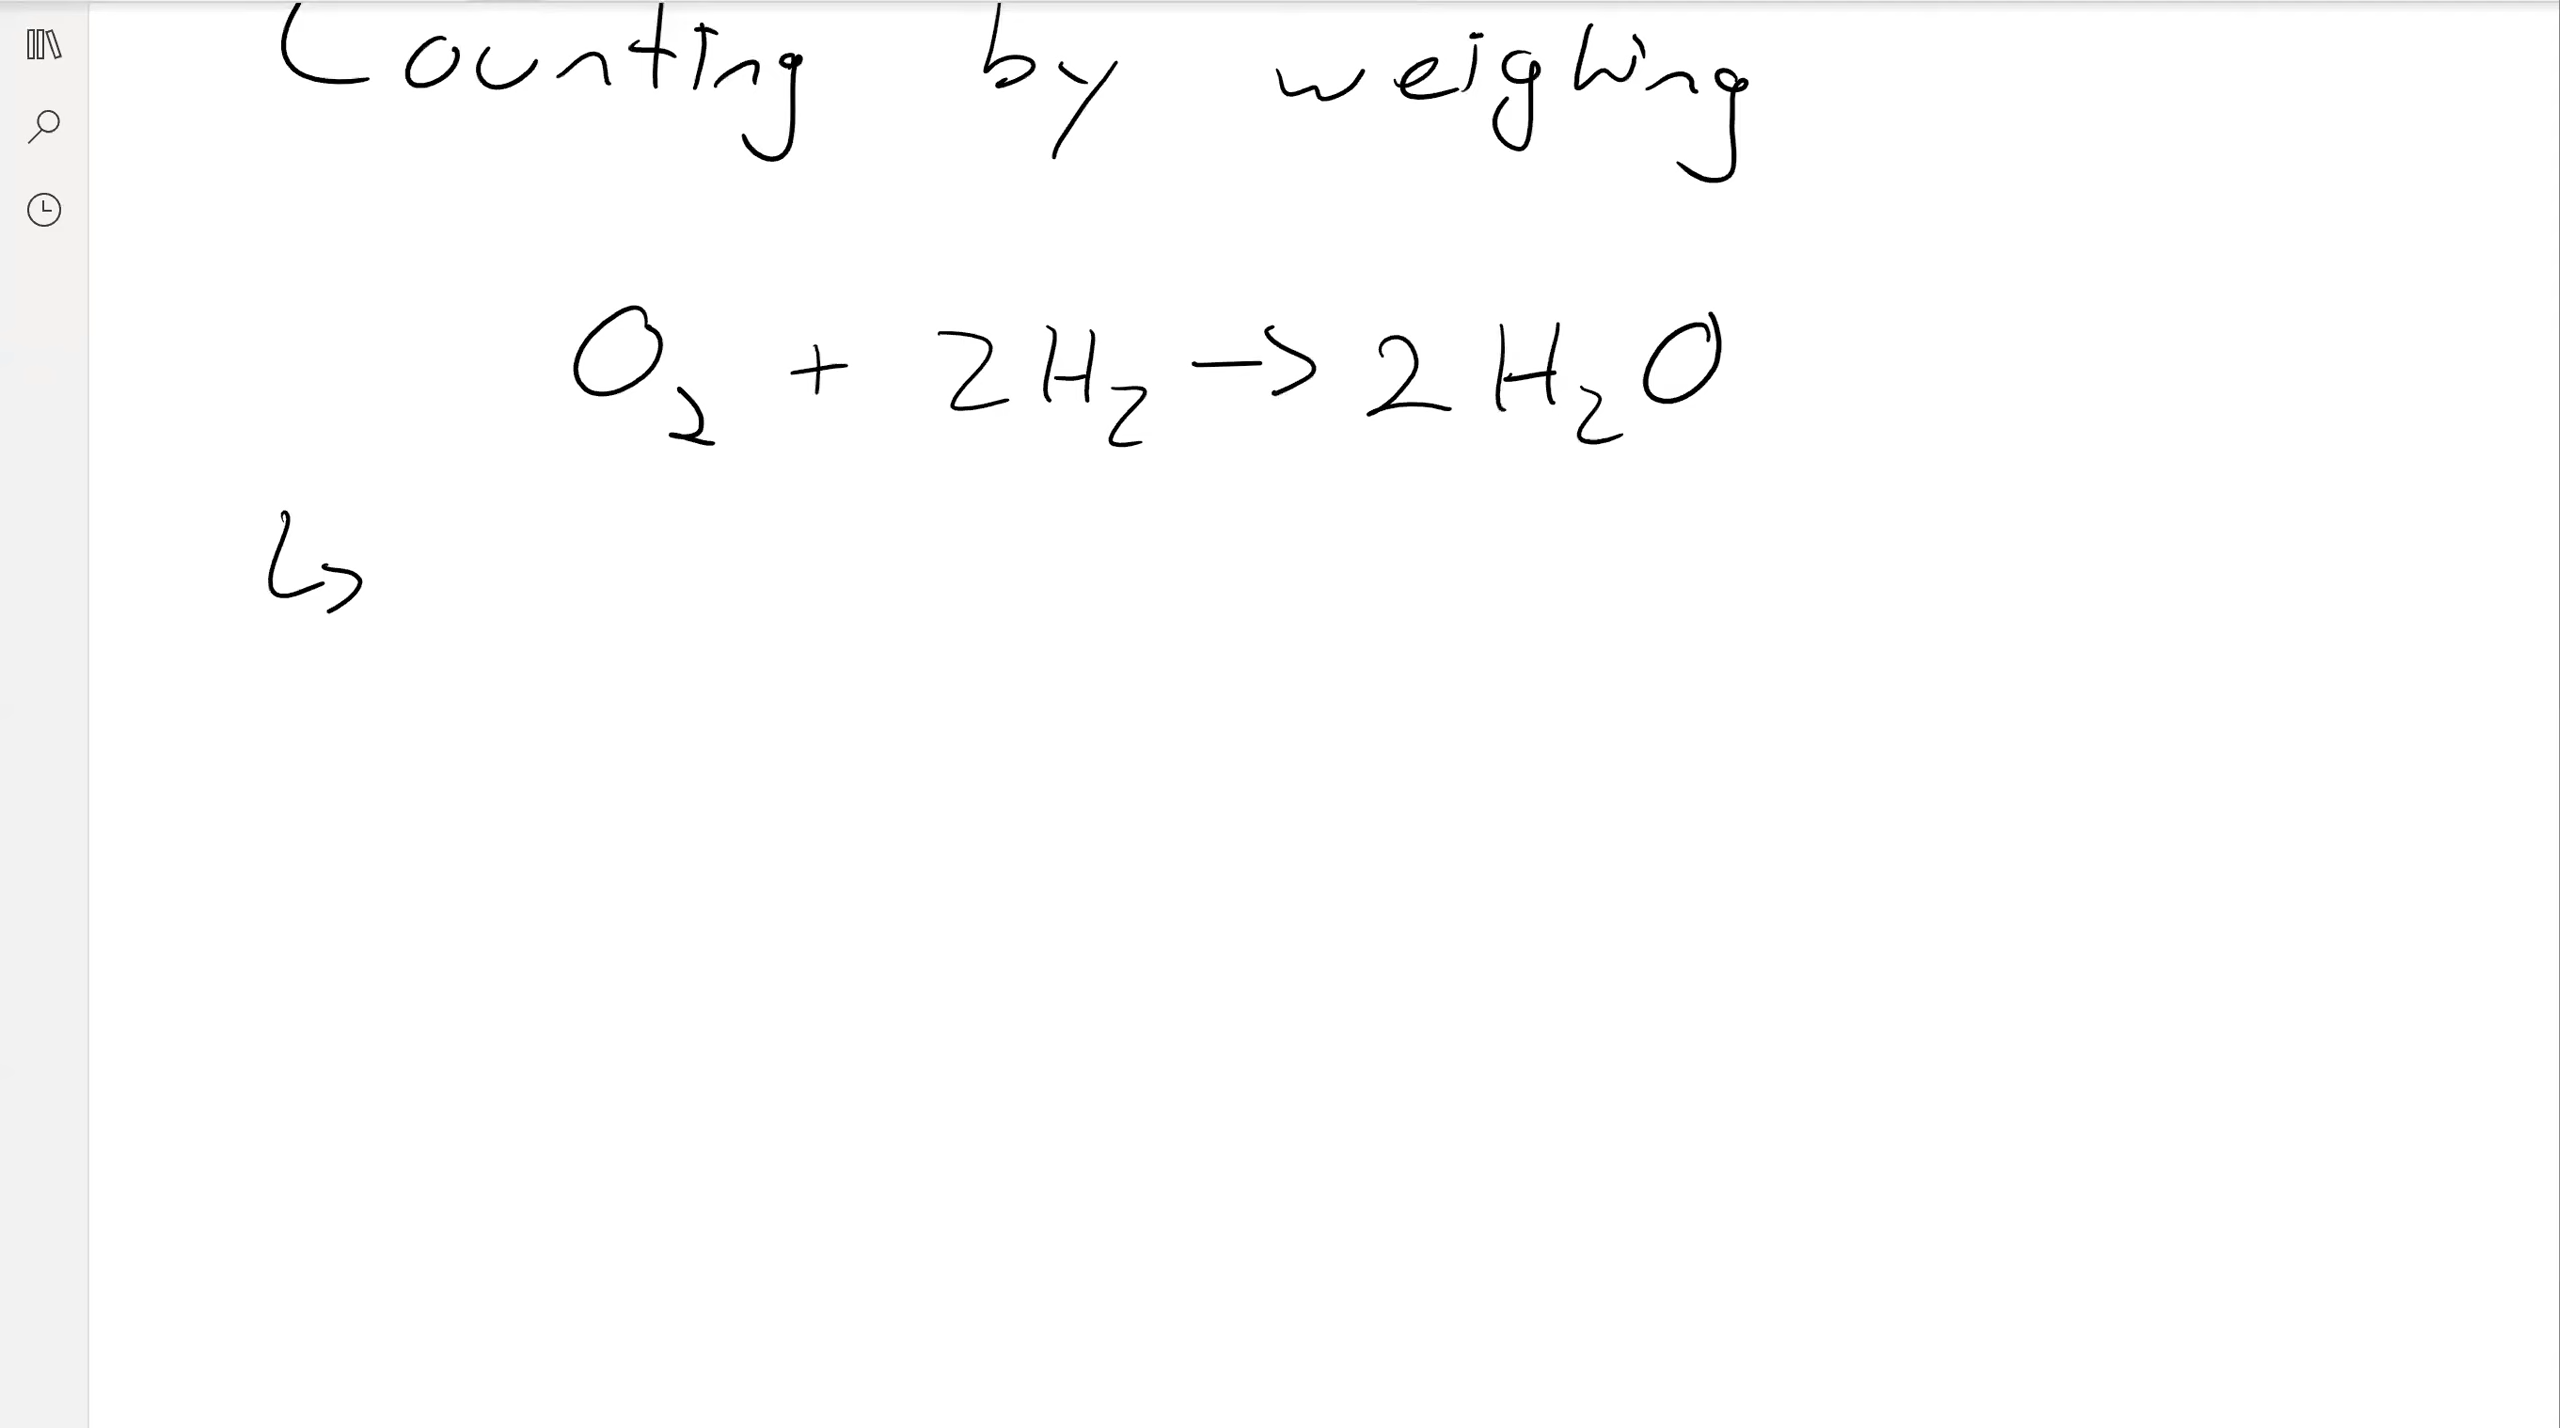 Counting by weighing
O₂ + 2H₂ → 2H₂O
↳